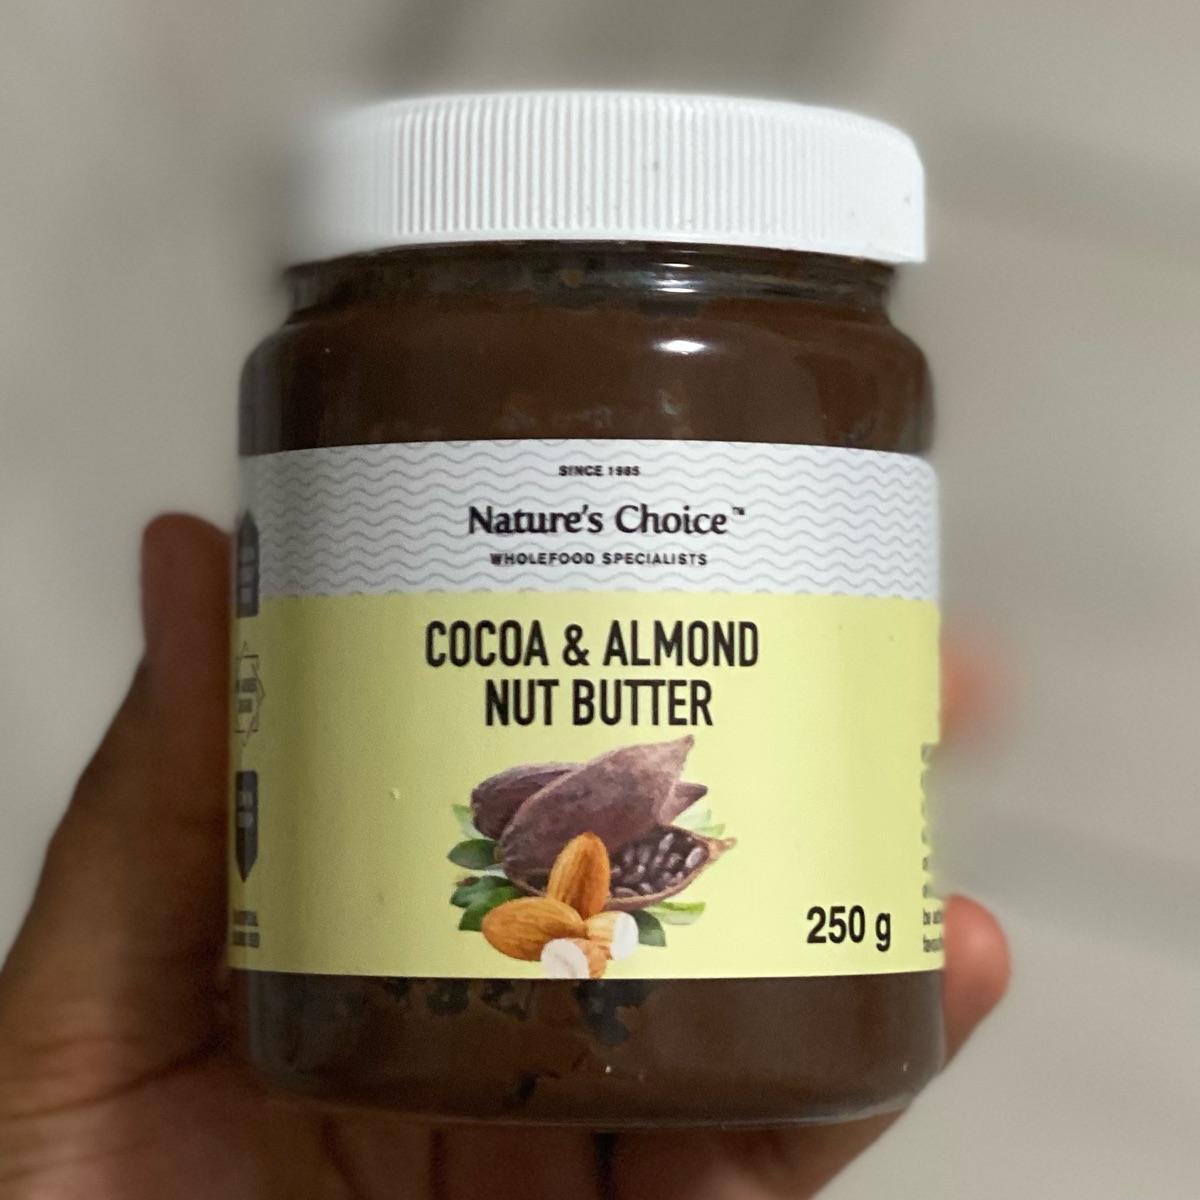 SINCE 1985
Nature's Choice™
WHOLEFOOD SPECIALISTS
COCOA & ALMOND
NUT BUTTER
250 g